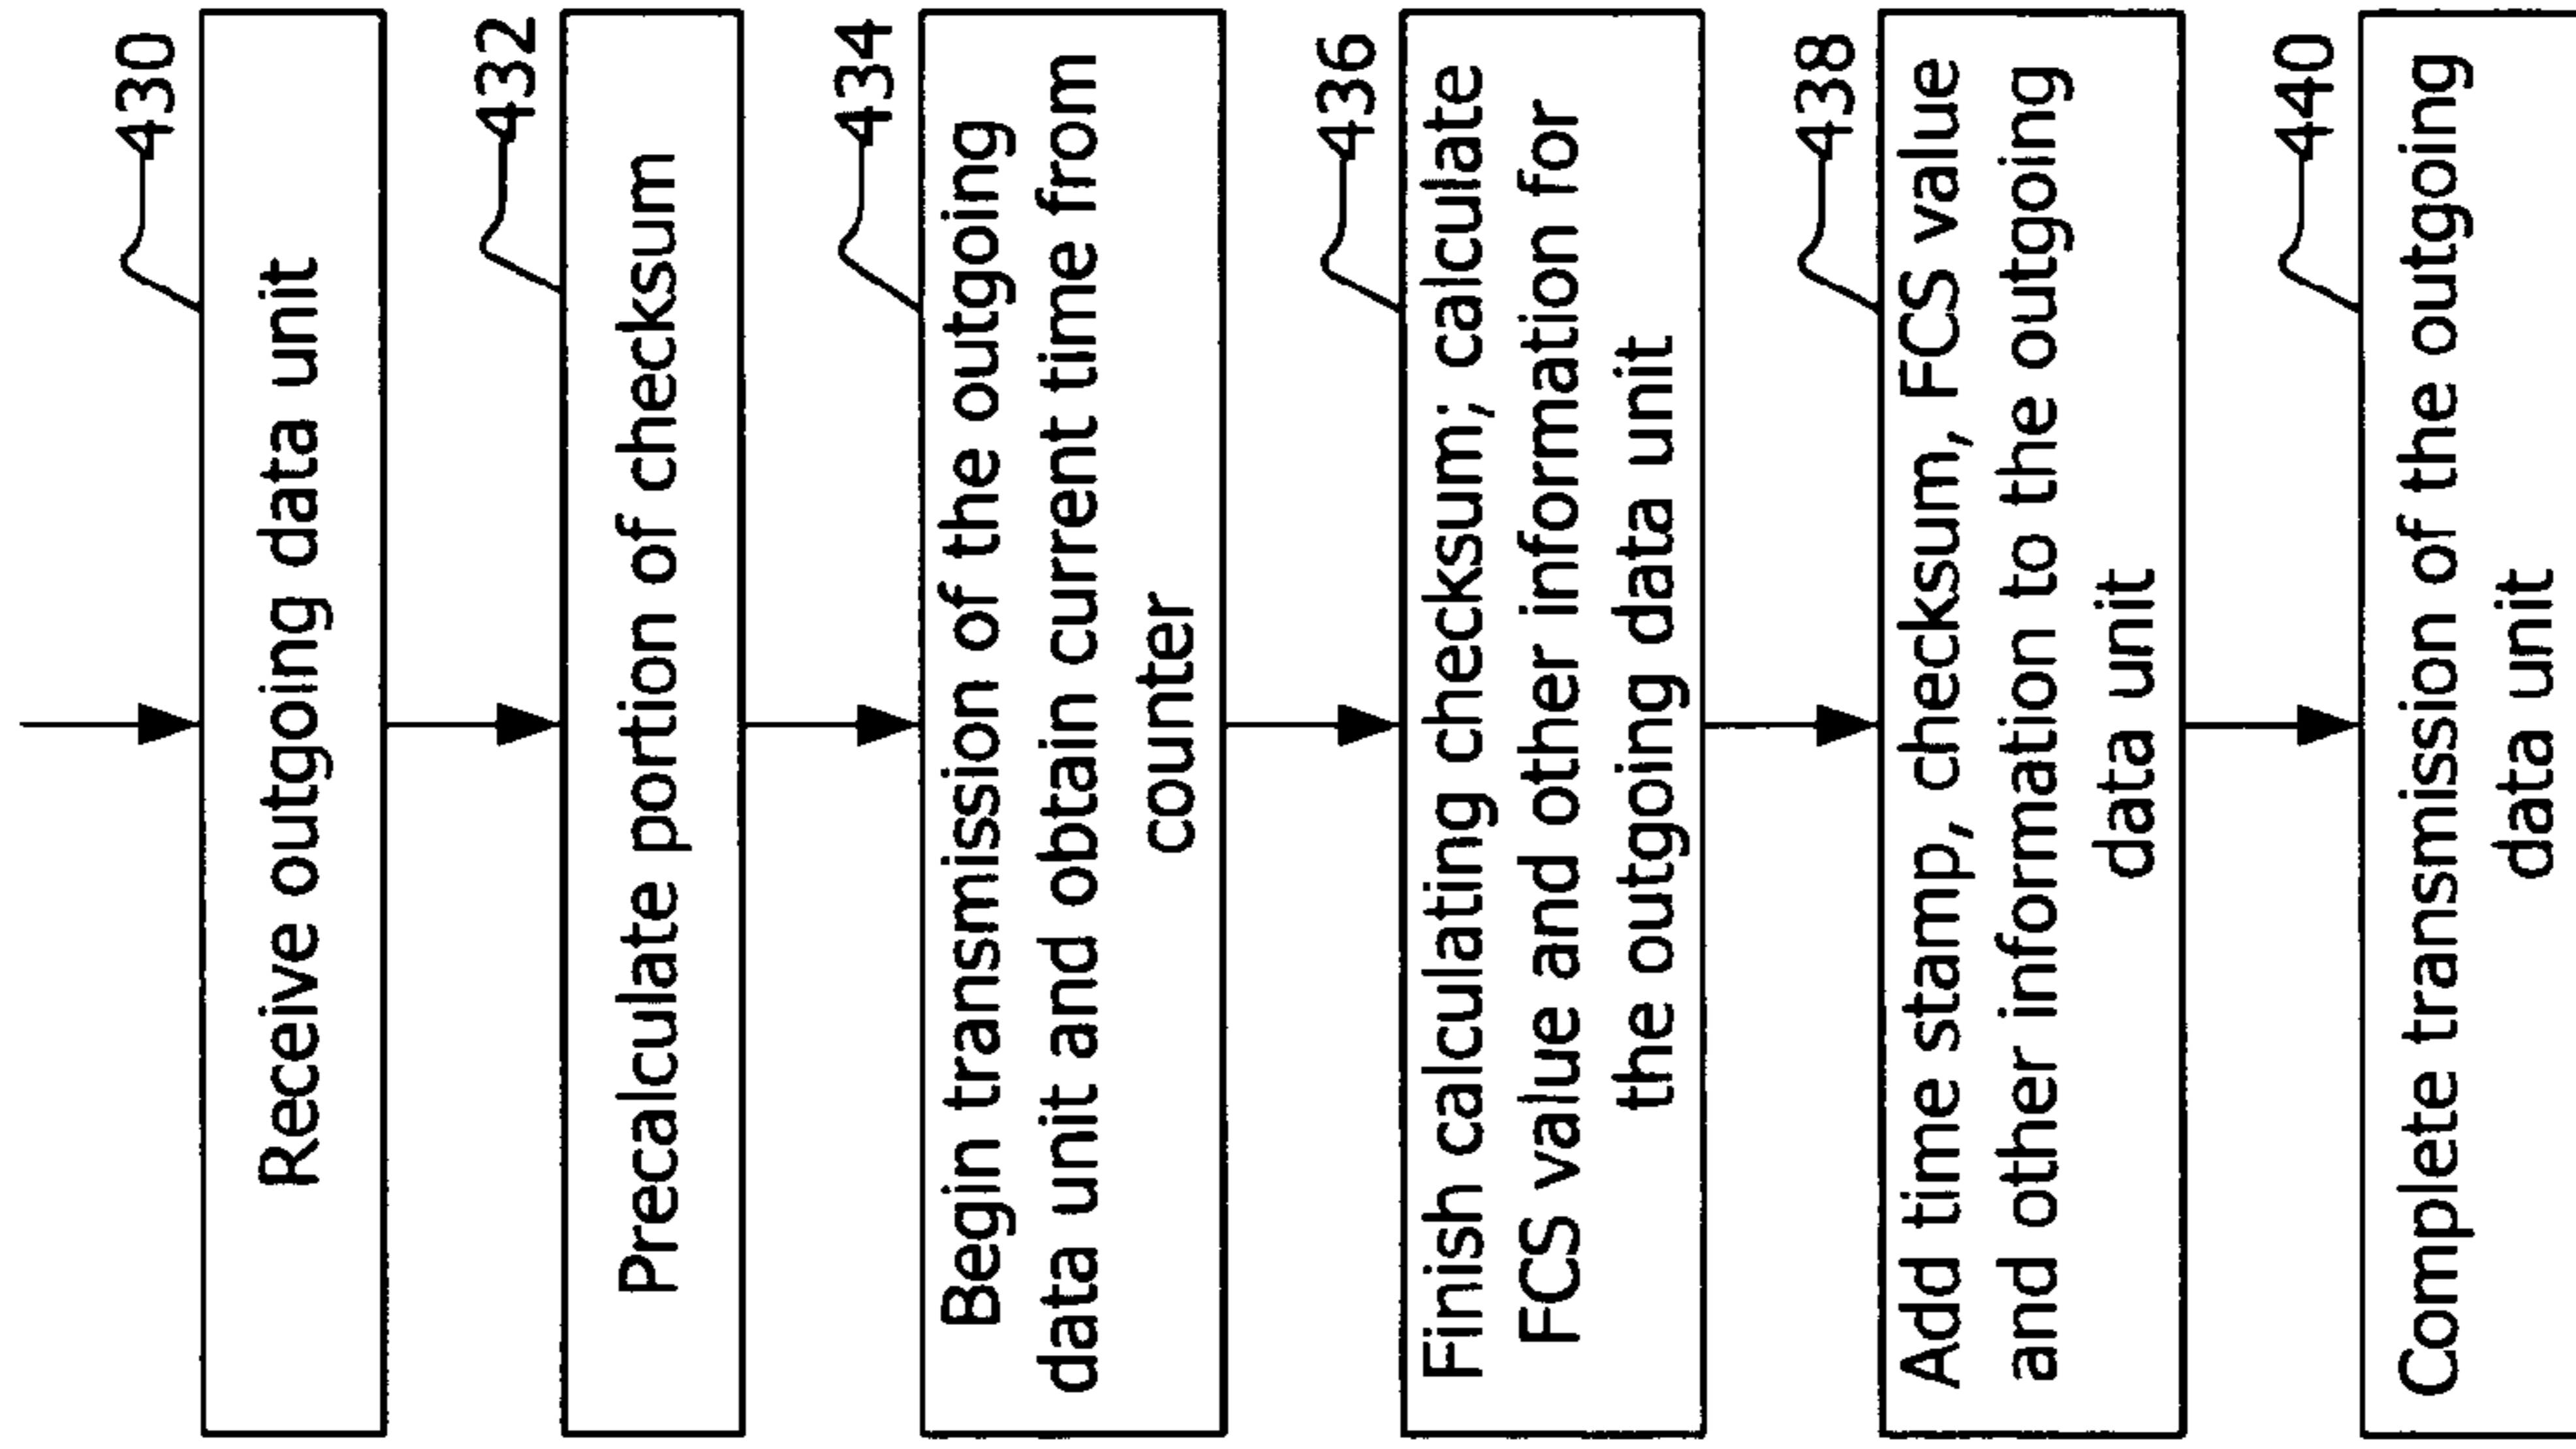 430
Receive outgoing data unit
432
Precalculate portion of checksum
434
Begin transmission of the outgoing
data unit and obtain current time from
counter
436
Finish calculating checksum; calculate
FCS value and other information for
the outgoing data unit
438
Add time stamp, checksum, FCS value
and other information to the outgoing
data unit
440
Complete transmission of the outgoing
data unit